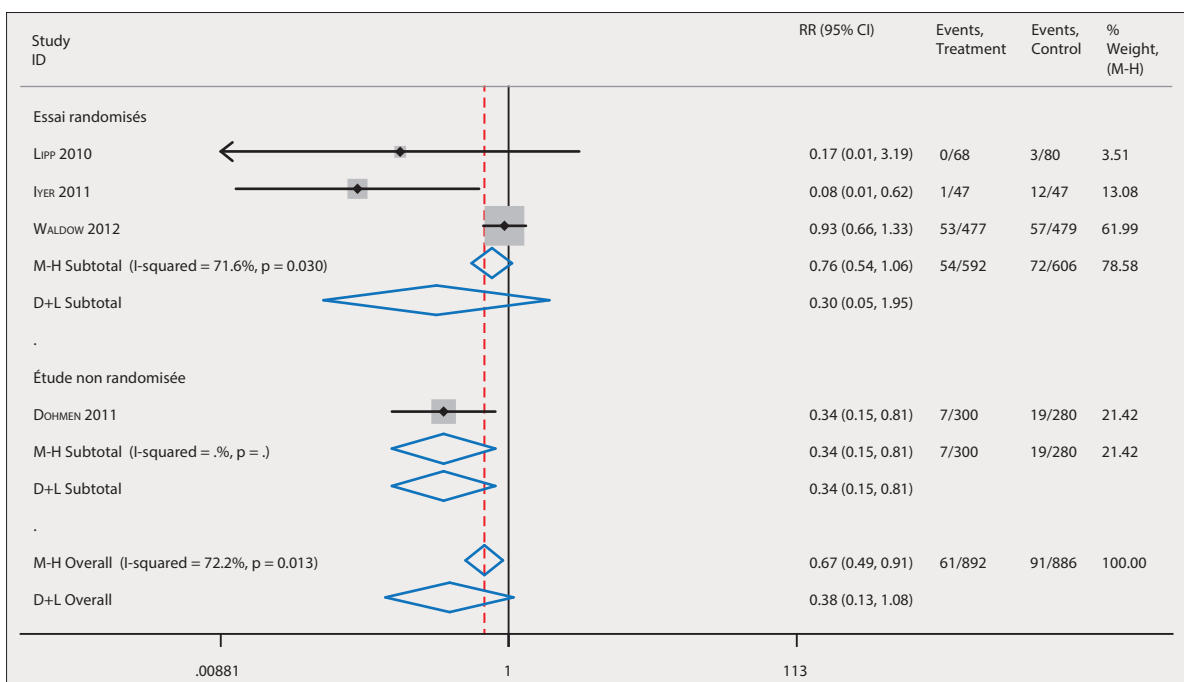 Study ID RR (95% CI) Events, Treatment Events, Control % Weight, (M-H)
Essai randomisés
Lipp 2010 0.17 (0.01, 3.19) 0/68 3/80 3.51
Iyer 2011 0.08 (0.01, 0.62) 1/47 12/47 13.08
Waldow 2012 0.93 (0.66, 1.33) 53/477 57/479 61.99
M-H Subtotal (I-squared = 71.6%, p = 0.030) 0.76 (0.54, 1.06) 54/592 72/606 78.58
D+L Subtotal 0.30 (0.05, 1.95)
.
Étude non randomisée
Dohmen 2011 0.34 (0.15, 0.81) 7/300 19/280 21.42
M-H Subtotal (I-squared = .%, p = .) 0.34 (0.15, 0.81) 7/300 19/280 21.42
D+L Subtotal 0.34 (0.15, 0.81)
.
M-H Overall (I-squared = 72.2%, p = 0.013) 0.67 (0.49, 0.91) 61/892 91/886 100.00
D+L Overall 0.38 (0.13, 1.08)
.00881 1 113